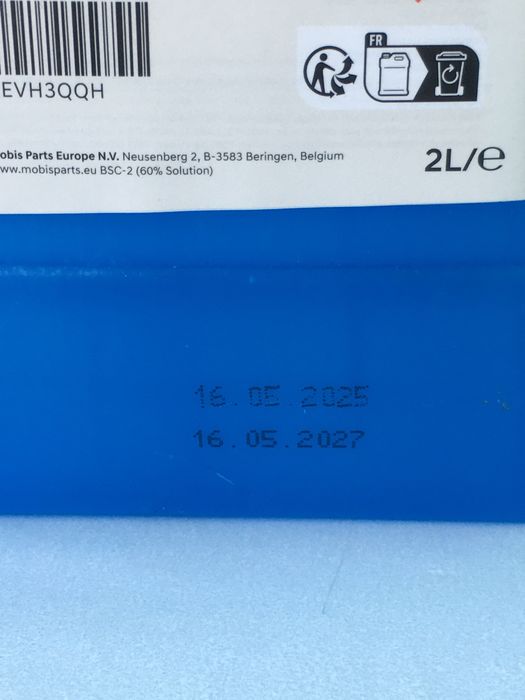 EVH3QQH
FR
obis Parts Europe N.V. Neusenberg 2, B-3583 Beringen, Belgium
ww.mobisparts.eu BSC-2 (60% Solution)
2L/e
16.05.2025
16.05.2027